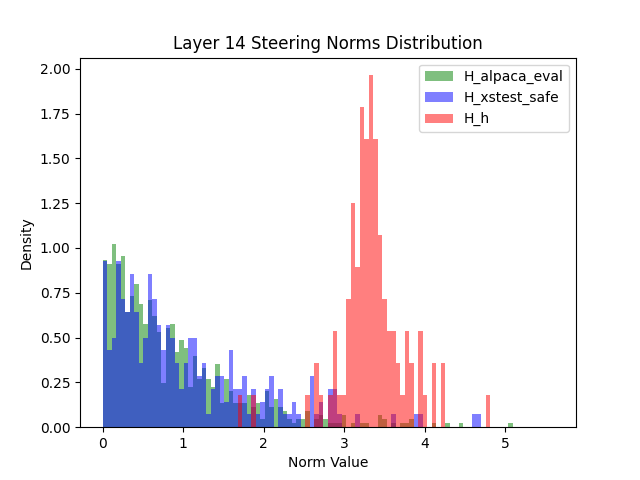 Layer 14 Steering Norms Distribution
H_alpaca_eval
H_xstest_safe
H_h
2.00
1.75
1.50
1.25
1.00
0.75
0.50
0.25
0.00
Density
0 1 2 3 4 5
Norm Value